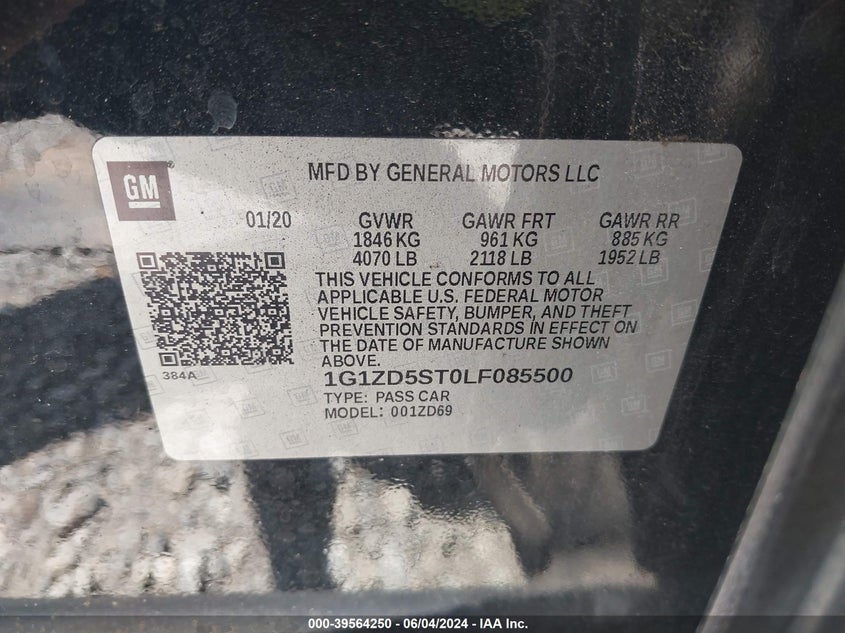 GM
MFD BY GENERAL MOTORS LLC
01/20 GVWR GAWR FRT GAWR RR
1846 KG 961 KG 885 KG
4070 LB 2118 LB 1952 LB
THIS VEHICLE CONFORMS TO ALL
APPLICABLE U.S. FEDERAL MOTOR
VEHICLE SAFETY, BUMPER, AND THEFT
PREVENTION STANDARDS IN EFFECT ON
THE DATE OF MANUFACTURE SHOWN
ABOVE.
384A
1G1ZD5ST0LF085500
TYPE: PASS CAR
MODEL: 001ZD69
000-39564250 - 06/04/2024 - IAA Inc.